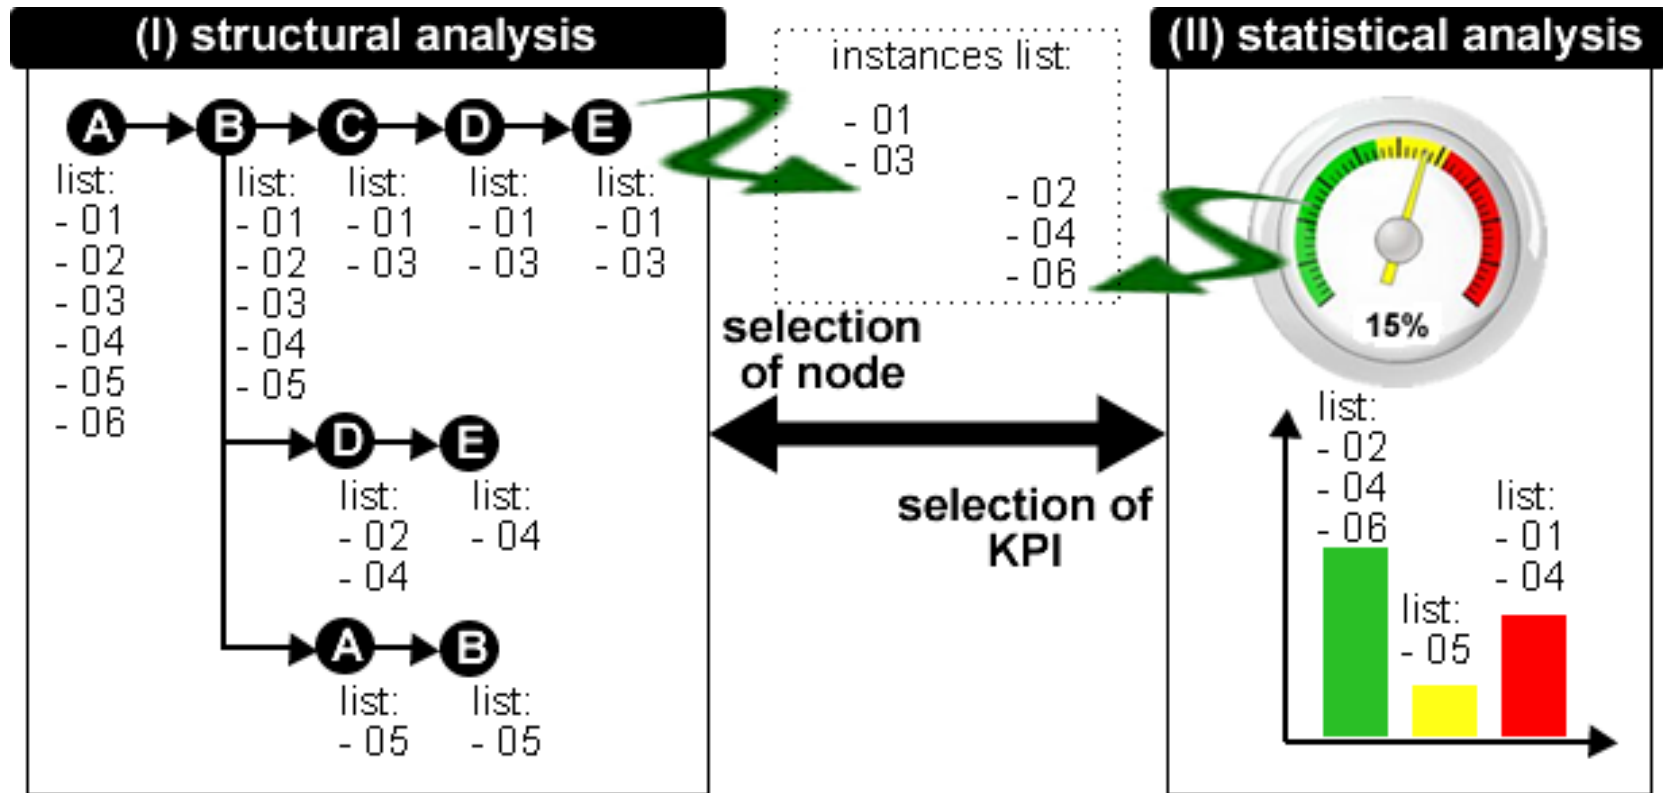 (I) structural analysis
A
B
C
D
E
list:
- 01
- 02
- 03
- 04
- 05
- 06
list:
- 01
- 02
- 03
- 04
- 05
list:
- 01
- 03
list:
- 01
- 03
list:
- 01
- 03
D
E
list:
- 02
- 04
list:
- 04
A
B
list:
- 05
list:
- 05
instances list:
- 01
- 03
- 02
- 04
- 06
selection
of node
selection of
KPI
(II) statistical analysis
15%
list:
- 02
- 04
- 06
list:
- 05
list:
- 01
- 04